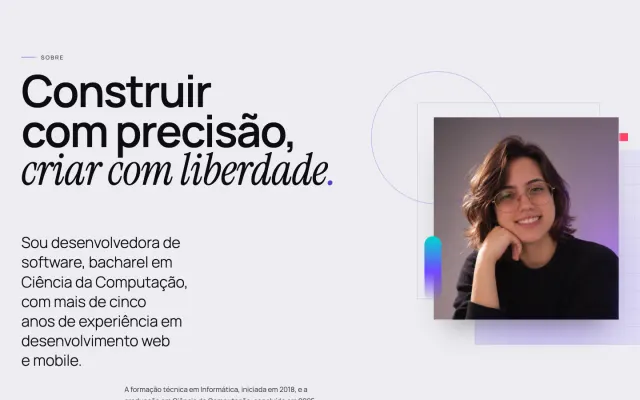 SOBRE
Construir
com precisão,
criar com liberdade.
Sou desenvolvedora de
software, bacharel em
Ciência da Computação,
com mais de cinco
anos de experiência em
desenvolvimento web
e mobile.
A formação técnica em Informática, iniciada em 2018, e a